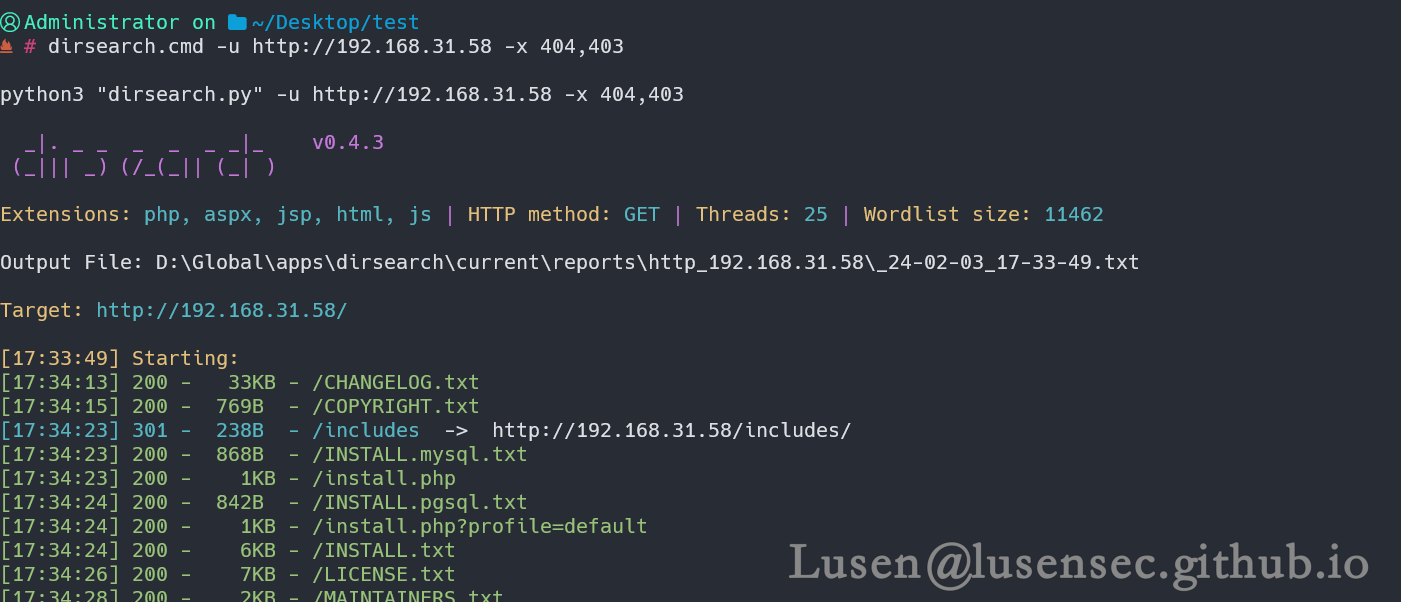 Administrator on ~/Desktop/test
# dirsearch.cmd -u http://192.168.31.58 -x 404,403
python3 "dirsearch.py" -u http://192.168.31.58 -x 404,403
_|. _ _  _  _  _ _|_    v0.4.3
(_||| _) (/_(_|| (_| )
Extensions: php, aspx, jsp, html, js | HTTP method: GET | Threads: 25 | Wordlist size: 11462
Output File: D:\Global\apps\dirsearch\current\reports\http_192.168.31.58\_24-02-03_17-33-49.txt
Target: http://192.168.31.58/
[17:33:49] Starting:
[17:34:13] 200 -   33KB - /CHANGELOG.txt
[17:34:15] 200 -  769B  - /COPYRIGHT.txt
[17:34:23] 301 -  238B  - /includes  ->  http://192.168.31.58/includes/
[17:34:23] 200 -  868B  - /INSTALL.mysql.txt
[17:34:23] 200 -    1KB - /install.php
[17:34:24] 200 -  842B  - /INSTALL.pgsql.txt
[17:34:24] 200 -    1KB - /install.php?profile=default
[17:34:24] 200 -    6KB - /INSTALL.txt
[17:34:26] 200 -    7KB - /LICENSE.txt
[17:34:28] 200 -    2KB - /MAINTAINERS.txt
Lusen@lusensec.github.io